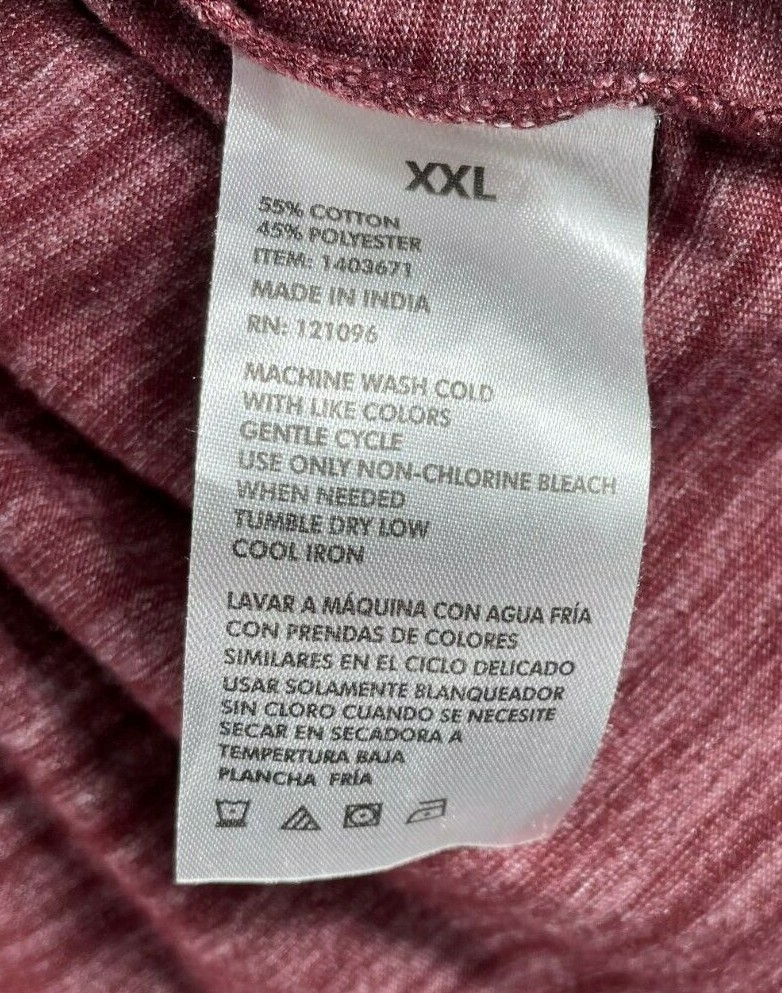 XXL
55% COTTON
45% POLYESTER
ITEM: 1403671
MADE IN INDIA
RN: 121096
MACHINE WASH COLD
WITH LIKE COLORS
GENTLE CYCLE
USE ONLY NON-CHLORINE BLEACH
WHEN NEEDED
TUMBLE DRY LOW
COOL IRON
LAVAR A MÁQUINA CON AGUA FRÍA
CON PRENDAS DE COLORES
SIMILARES EN EL CICLO DELICADO
USAR SOLAMENTE BLANQUEADOR
SIN CLORO CUANDO SE NECESITE
SECAR EN SECADORA A
TEMPERTURA BAJA
PLANCHA FRÍA